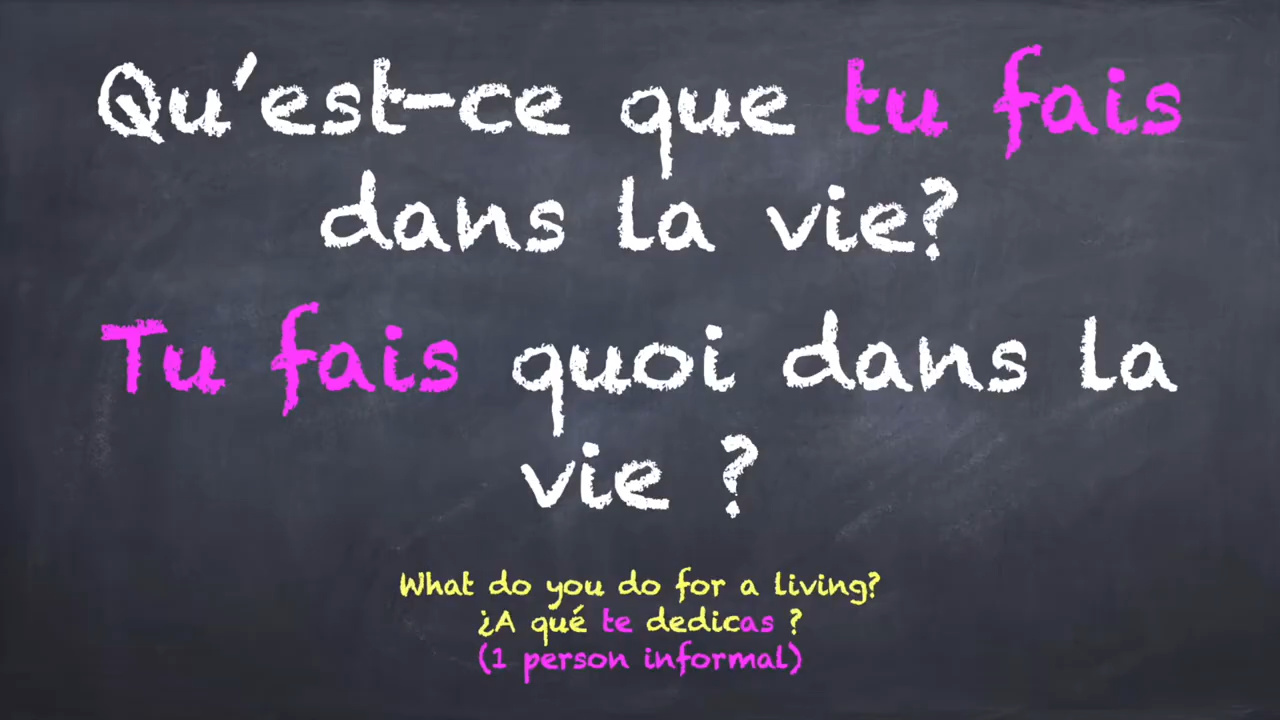 Qu'est-ce que tu fais
dans la vie?
Tu fais quoi dans la
vie ?
What do you do for a living?
¿A qué te dedicas ?
(1 person informal)